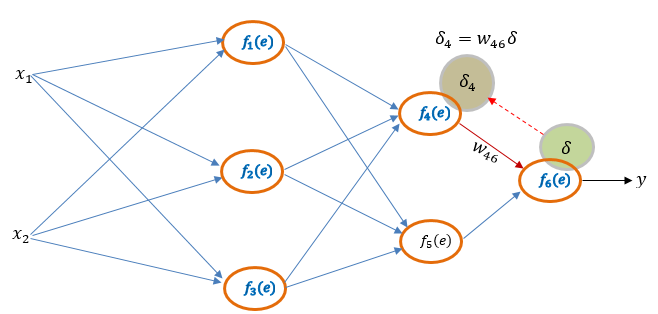 δ₄ = w₄₆δ
f₁(e)
x₁
δ₄
f₄(e)
δ
w₄₆
f₂(e)
f₆(e)
y
x₂
f₅(e)
f₃(e)